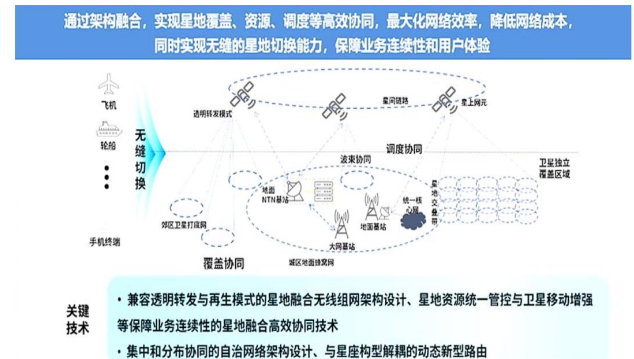 通过架构融合，实现星地覆盖、资源、调度等高效协同，最大化网络效率，降低网络成本，
同时实现无缝的星地切换能力，保障业务连续性和用户体验
飞机
轮船
手机终端
无缝切换
透明转发模式
星间链路
星上网元
调度协同
波束协同
卫星独立
覆盖区域
地面
NTN基站
大网基站
地面基站
统一核
心网
星地交叠带
郊区卫星打底网
覆盖协同
城区地面蜂窝网
关键
技术
• 兼容透明转发与再生模式的星地融合无线组网架构设计、星地资源统一管控与卫星移动增强
等保障业务连续性的星地融合高效协同技术
• 集中和分布协同的自治网络架构设计、与星座构型解耦的动态新型路由